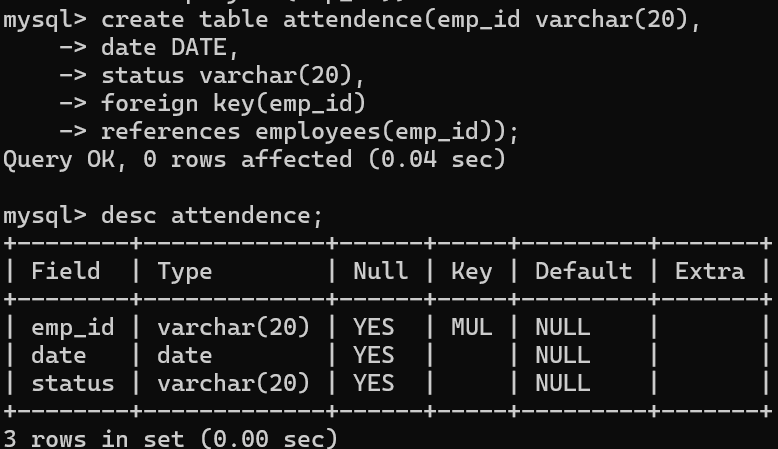 mysql> create table attendence(emp_id varchar(20),
    -> date DATE,
    -> status varchar(20),
    -> foreign key(emp_id)
    -> references employees(emp_id));
Query OK, 0 rows affected (0.04 sec)

mysql> desc attendence;
+--------+-------------+------+-----+---------+-------+
| Field  | Type        | Null | Key | Default | Extra |
+--------+-------------+------+-----+---------+-------+
| emp_id | varchar(20) | YES  | MUL | NULL    |       |
| date   | date        | YES  |     | NULL    |       |
| status | varchar(20) | YES  |     | NULL    |       |
+--------+-------------+------+-----+---------+-------+
3 rows in set (0.00 sec)